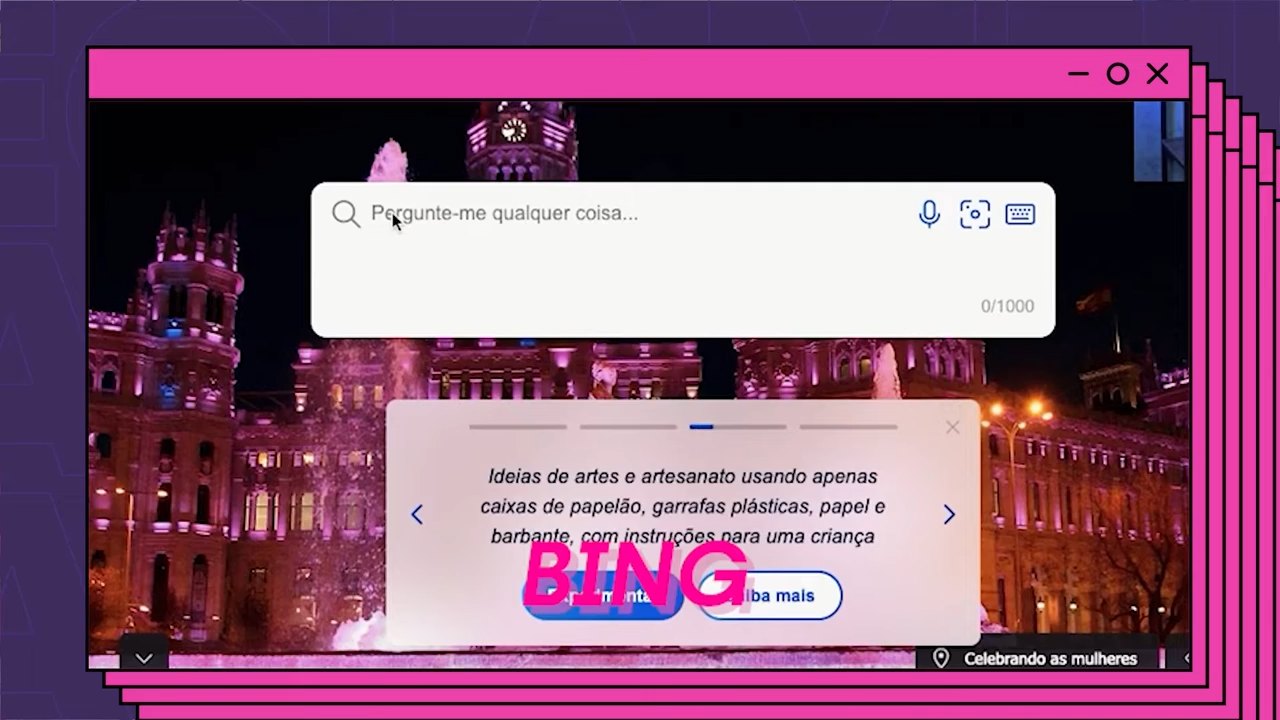 Pergunte-me qualquer coisa...
0/1000
Ideias de artes e artesanato usando apenas
caixas de papelão, garrafas plásticas, papel e
barbante, com instruções para uma criança
BING
mais
Celebrando as mulheres